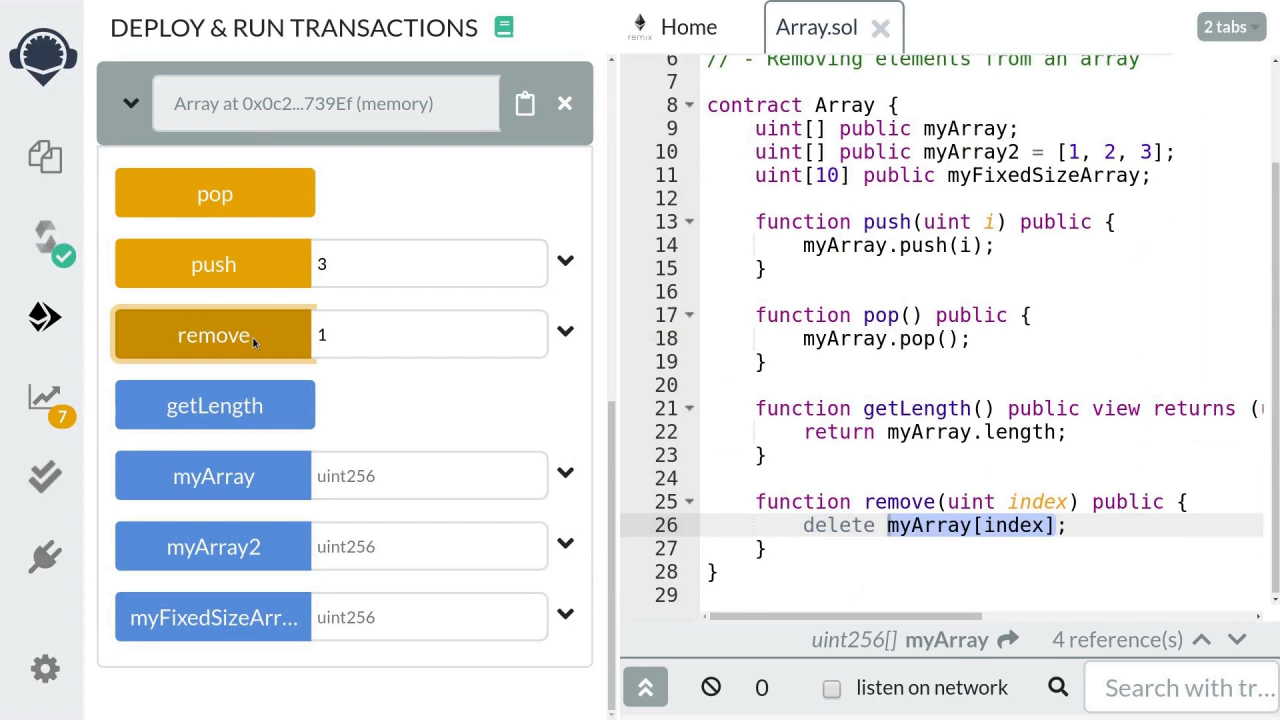 DEPLOY & RUN TRANSACTIONS
Array at 0x0c2...739Ef (memory)
pop
push 3
remove 1
getLength
myArray uint256
myArray2 uint256
myFixedSizeArr... uint256
7
remix
Home
Array.sol
2 tabs
6 // - Removing elements from an array
7
8 contract Array {
9 uint[] public myArray;
10 uint[] public myArray2 = [1, 2, 3];
11 uint[10] public myFixedSizeArray;
12
13 function push(uint i) public {
14 myArray.push(i);
15 }
16
17 function pop() public {
18 myArray.pop();
19 }
20
21 function getLength() public view returns (
22 return myArray.length;
23 }
24
25 function remove(uint index) public {
26 delete myArray[index];
27 }
28 }
29
uint256[] myArray 4 reference(s)
0 listen on network Search with tr...